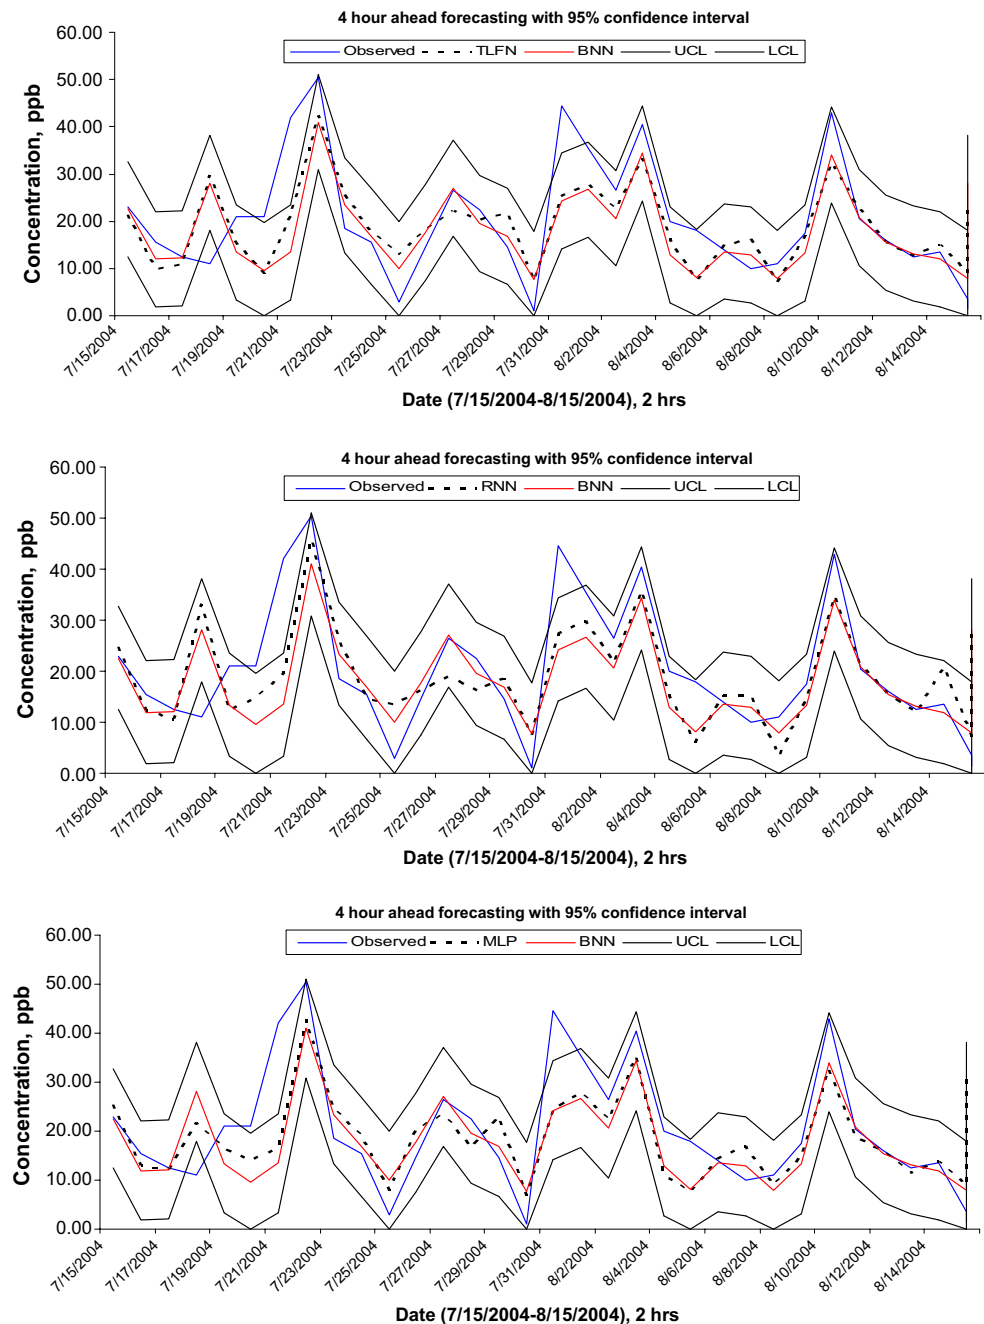 4 hour ahead forecasting with 95% confidence interval
Observed TLFN BNN UCL LCL
Concentration, ppb
60.00
50.00
40.00
30.00
20.00
10.00
0.00
7/15/2004 7/17/2004 7/19/2004 7/21/2004 7/23/2004 7/25/2004 7/27/2004 7/29/2004 7/31/2004 8/2/2004 8/4/2004 8/6/2004 8/8/2004 8/10/2004 8/12/2004 8/14/2004
Date (7/15/2004-8/15/2004), 2 hrs
4 hour ahead forecasting with 95% confidence interval
Observed RNN BNN UCL LCL
Concentration, ppb
60.00
50.00
40.00
30.00
20.00
10.00
0.00
7/15/2004 7/17/2004 7/19/2004 7/21/2004 7/23/2004 7/25/2004 7/27/2004 7/29/2004 7/31/2004 8/2/2004 8/4/2004 8/6/2004 8/8/2004 8/10/2004 8/12/2004 8/14/2004
Date (7/15/2004-8/15/2004), 2 hrs
4 hour ahead forecasting with 95% confidence interval
Observed MLP BNN UCL LCL
Concentration, ppb
60.00
50.00
40.00
30.00
20.00
10.00
0.00
7/15/2004 7/17/2004 7/19/2004 7/21/2004 7/23/2004 7/25/2004 7/27/2004 7/29/2004 7/31/2004 8/2/2004 8/4/2004 8/6/2004 8/8/2004 8/10/2004 8/12/2004 8/14/2004
Date (7/15/2004-8/15/2004), 2 hrs